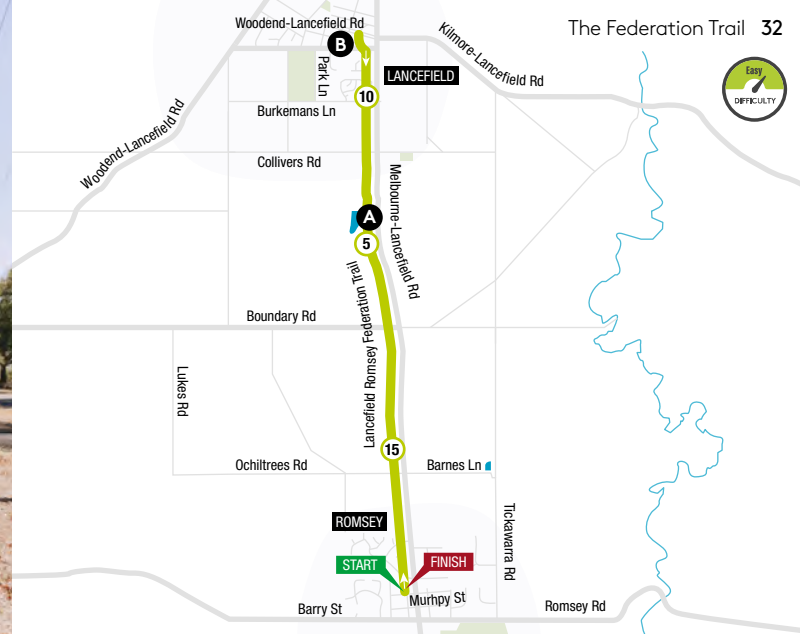 The Federation Trail 32
Easy
DIFFICULTY
Woodend-Lancefield Rd
Kilmore-Lancefield Rd
B
Park Ln
LANCEFIELD
10
Burkemans Ln
Woodend-Lancefield Rd
Collivers Rd
Melbourne-Lancefield Rd
A
5
Lancefield Romsey Federation Trail
Boundary Rd
Lukes Rd
15
Ochiltrees Rd
Barnes Ln
Tickawarra Rd
ROMSEY
START
FINISH
Murhpy St
Barry St
Romsey Rd